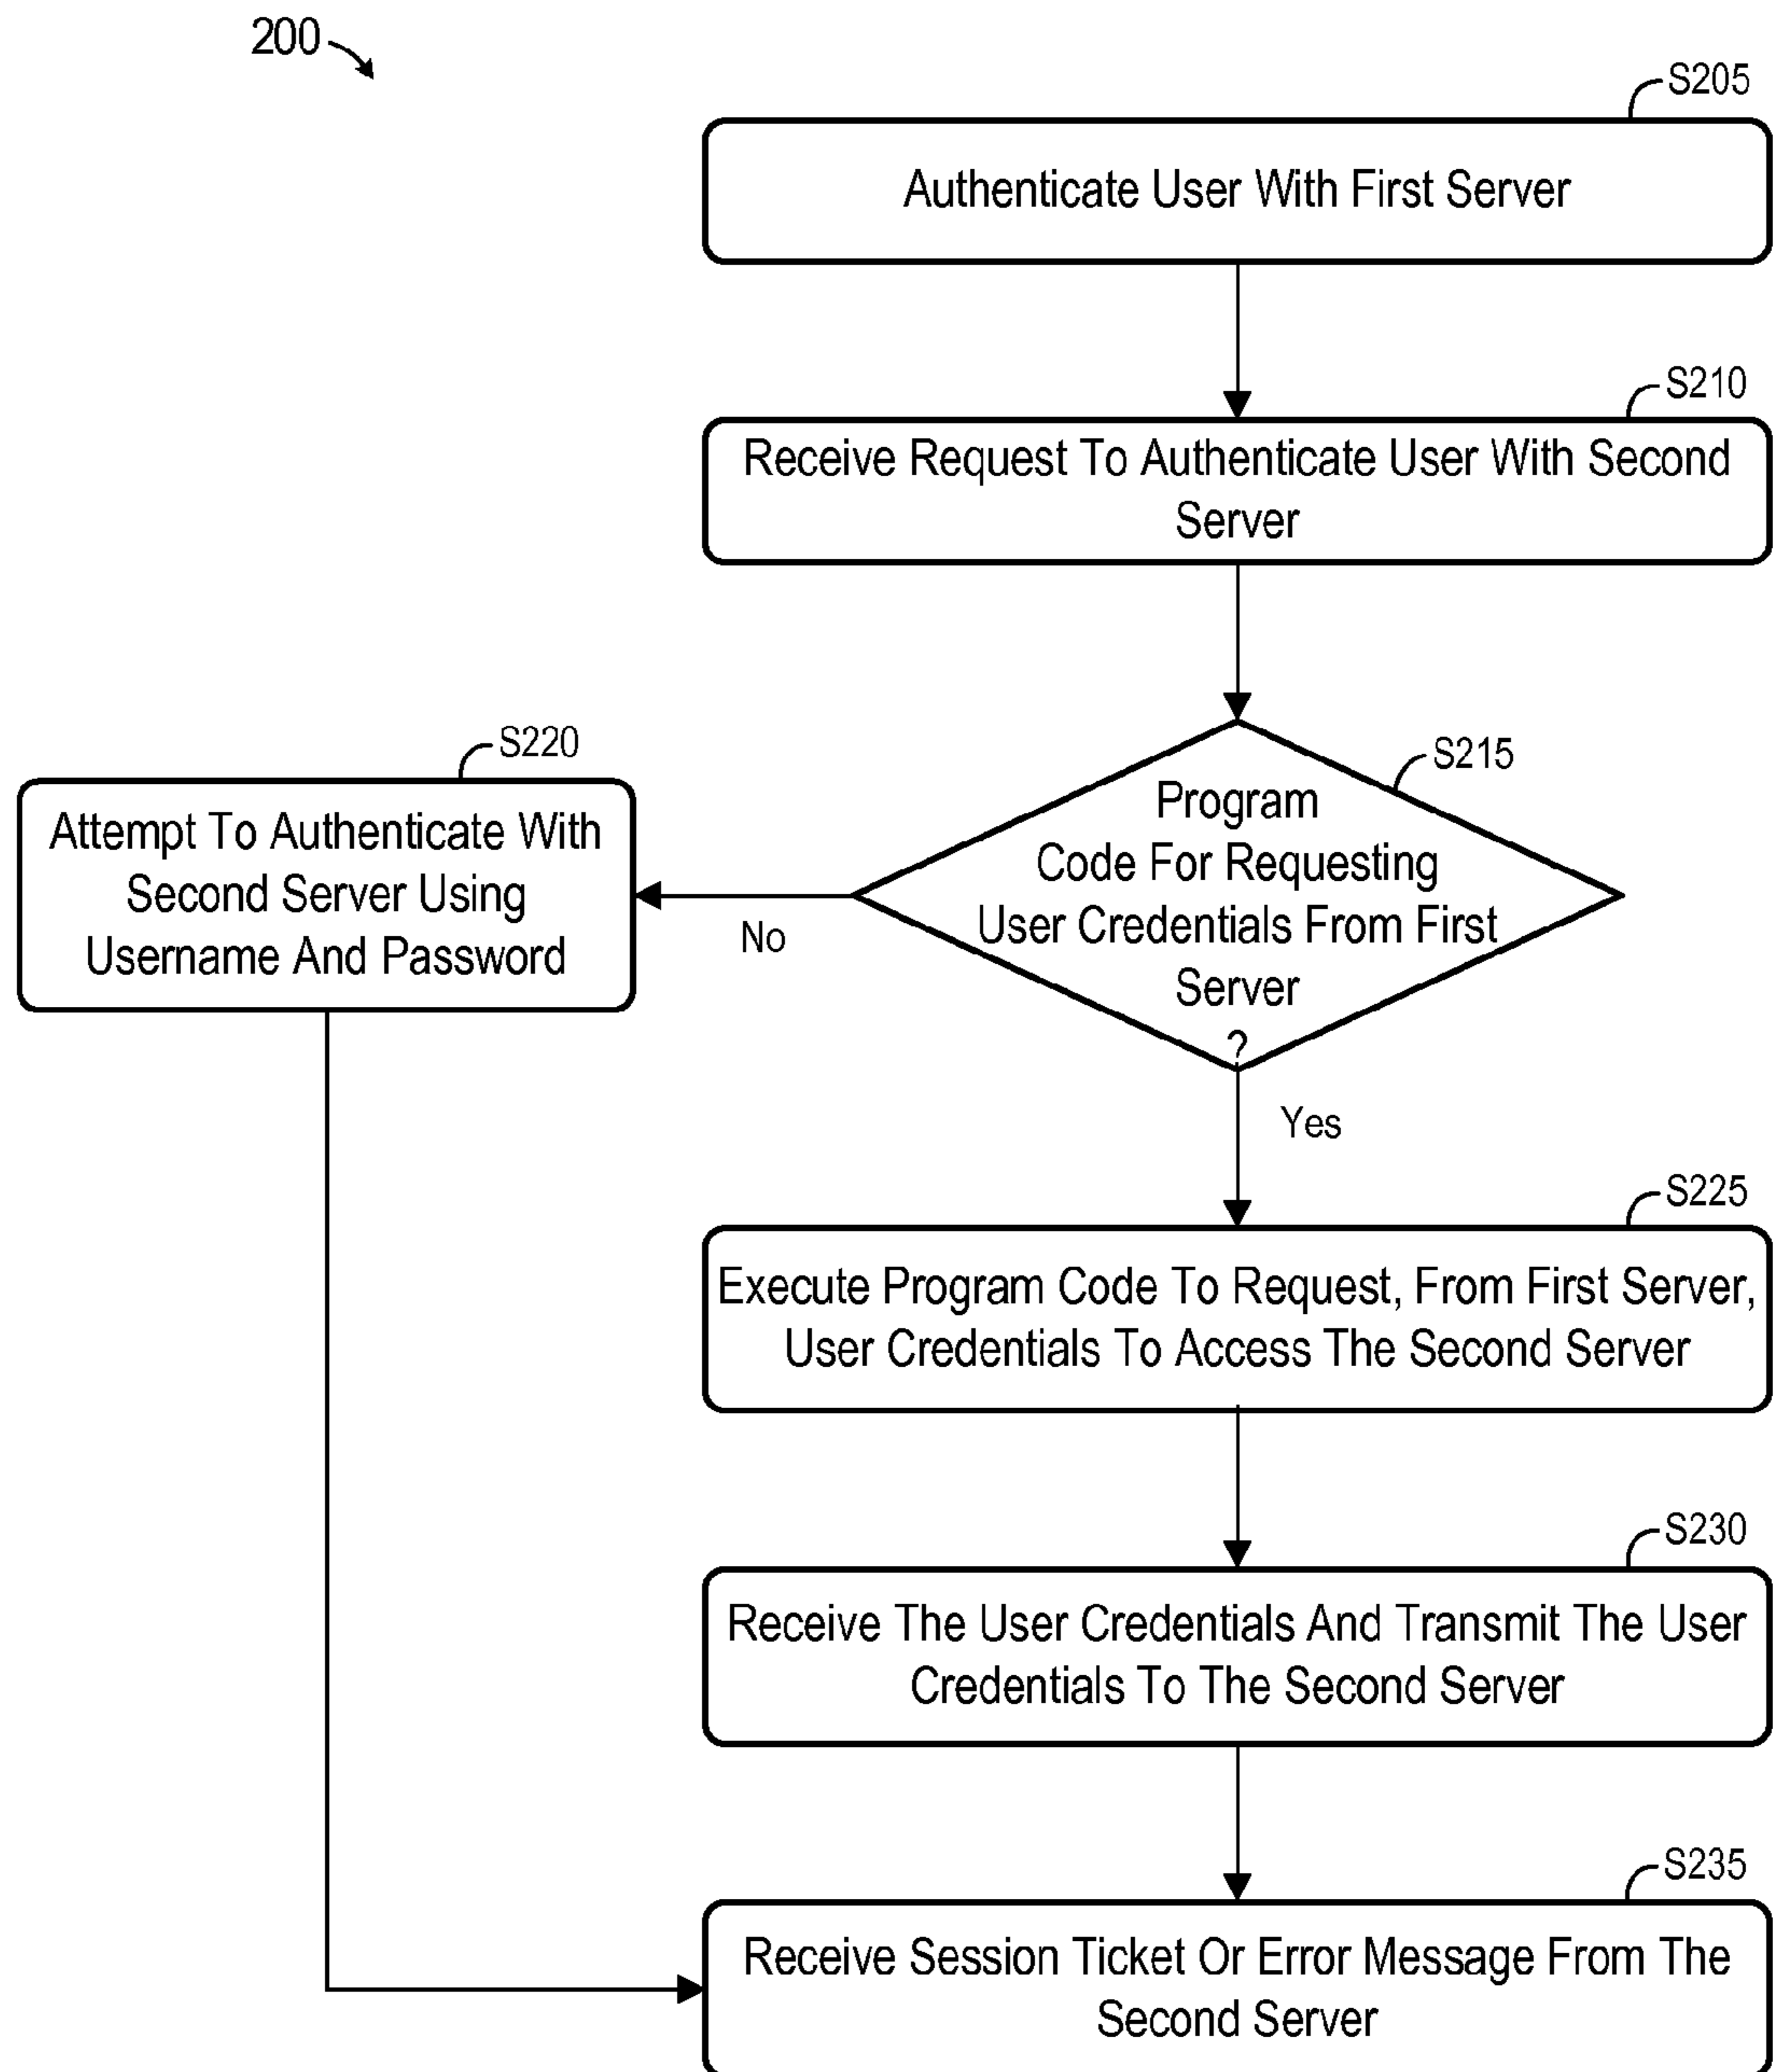 200
S205
Authenticate User With First Server
S210
Receive Request To Authenticate User With Second
Server
S215
Program
Code For Requesting
User Credentials From First
Server
?
No
S220
Attempt To Authenticate With
Second Server Using
Username And Password
Yes
S225
Execute Program Code To Request, From First Server,
User Credentials To Access The Second Server
S230
Receive The User Credentials And Transmit The User
Credentials To The Second Server
S235
Receive Session Ticket Or Error Message From The
Second Server